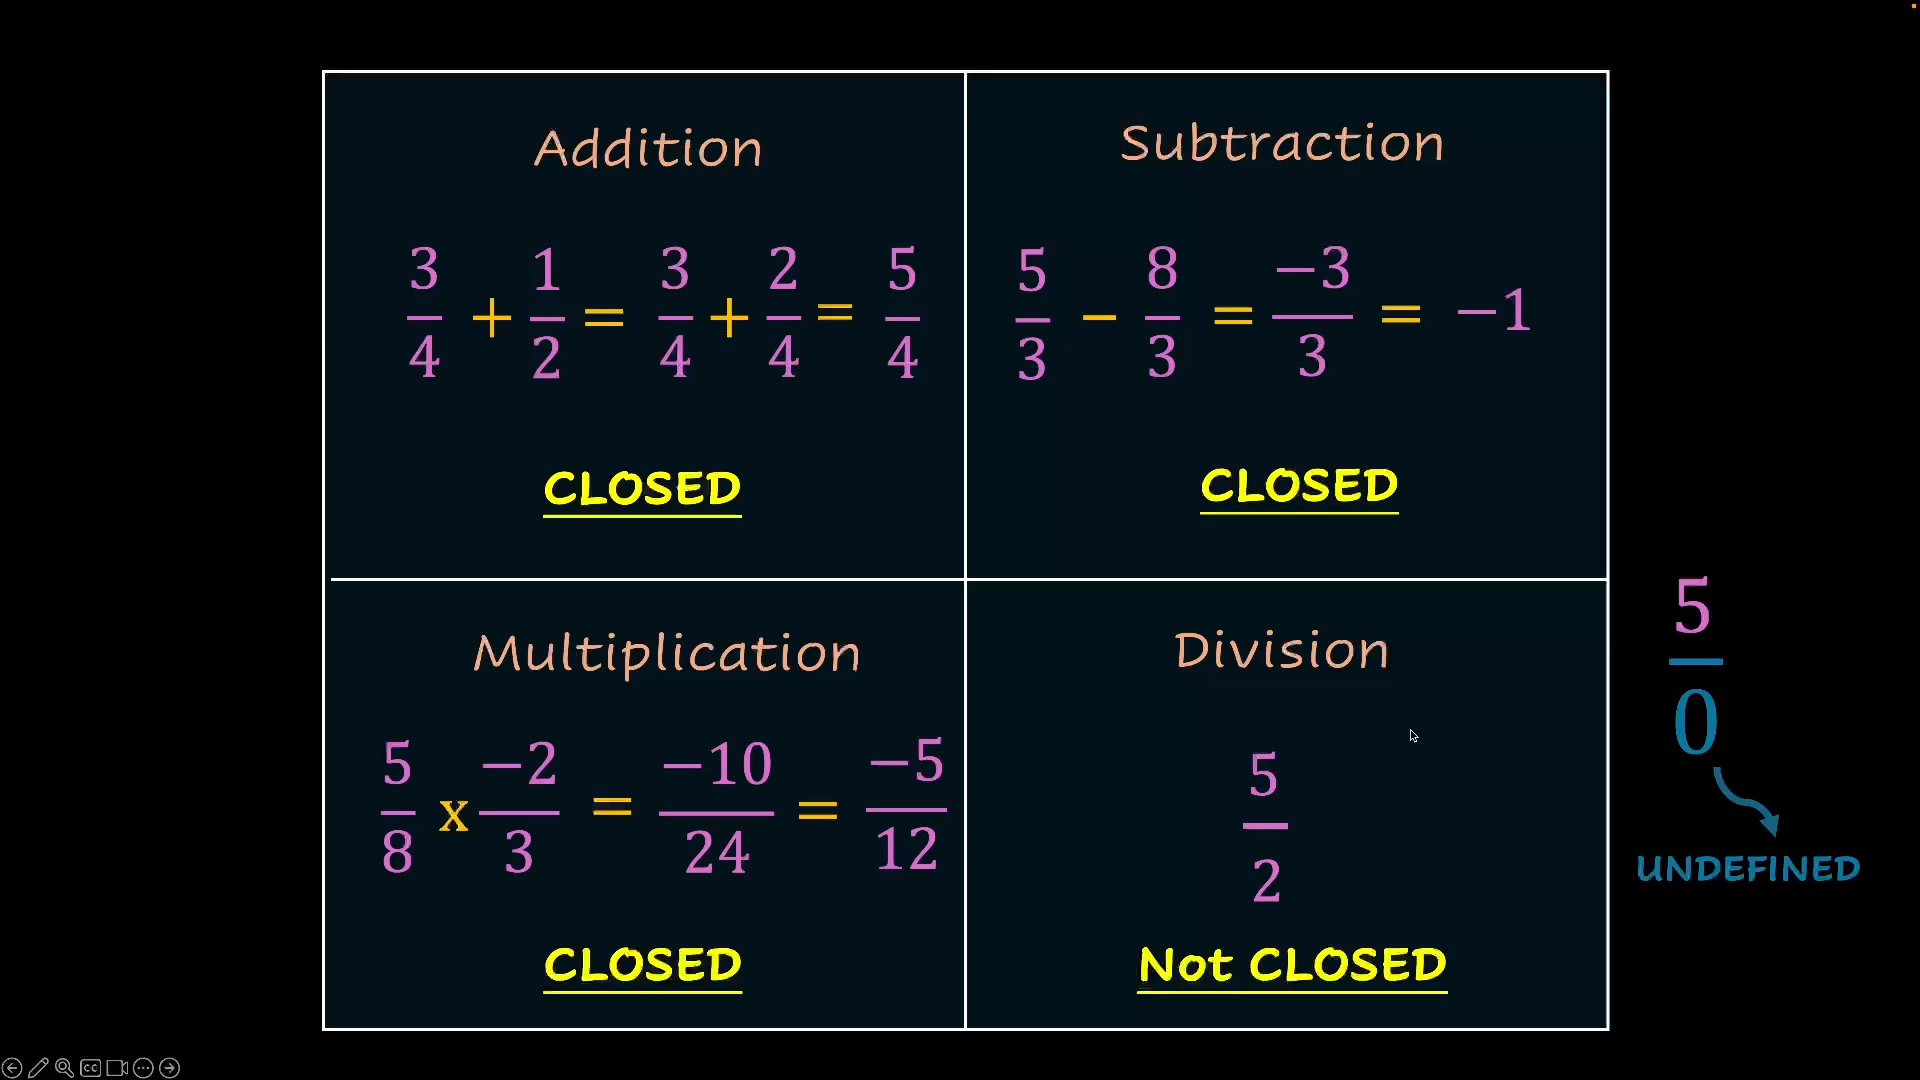 Addition
3/4 + 1/2 = 3/4 + 2/4 = 5/4
CLOSED
Subtraction
5/3 − 8/3 = −3/3 = −1
CLOSED
Multiplication
5/8 x −2/3 = −10/24 = −5/12
CLOSED
Division
5/2
Not CLOSED
5/0
UNDEFINED
CC